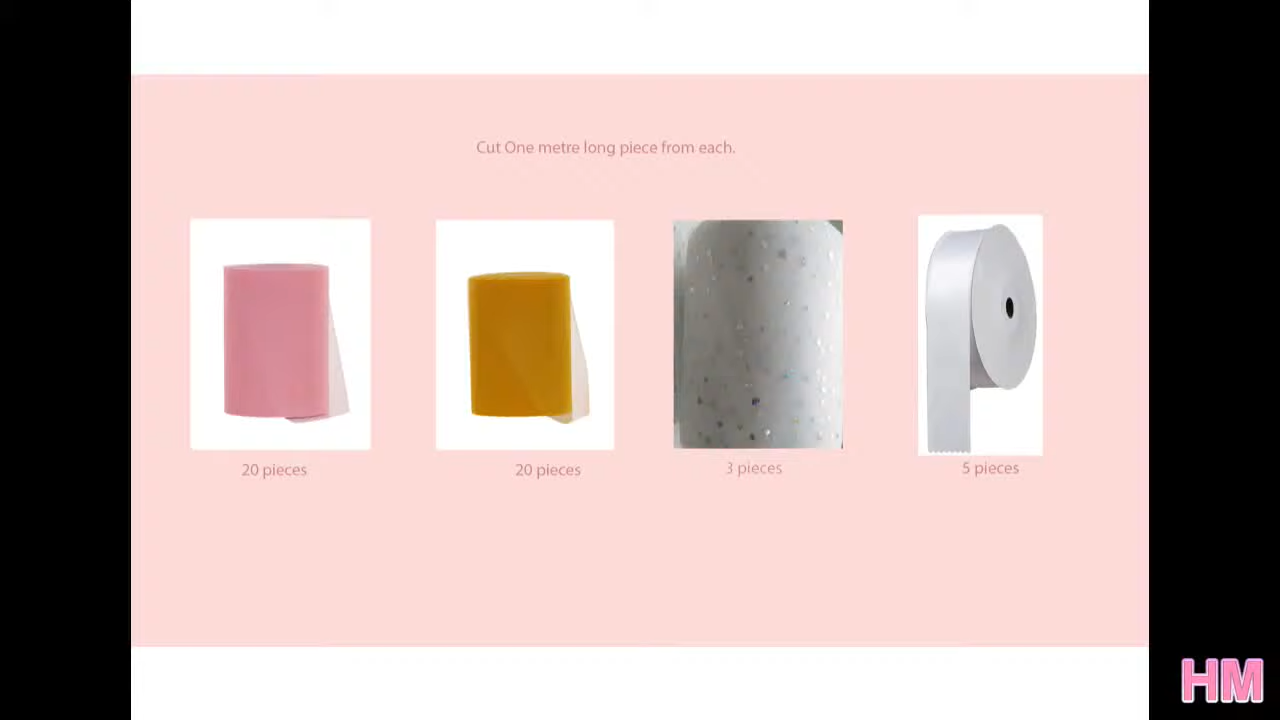 Cut One metre long piece from each.
20 pieces
20 pieces
3 pieces
5 pieces
HM